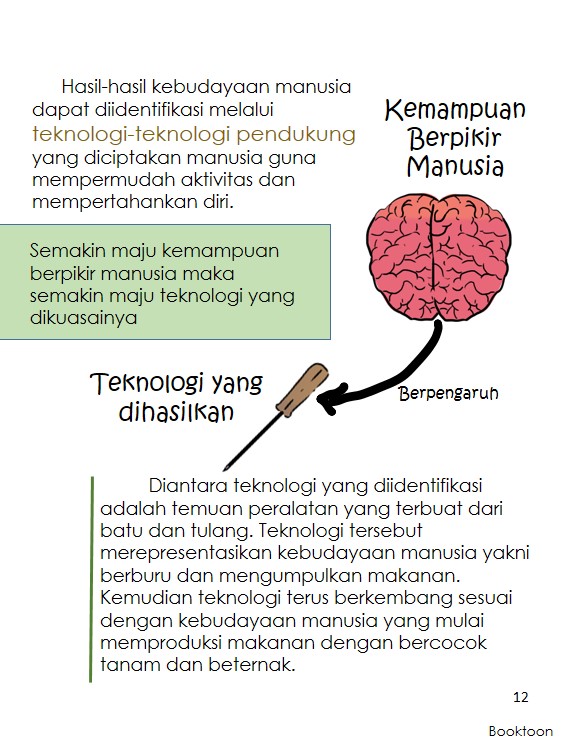 Hasil-hasil kebudayaan manusia
dapat diidentifikasi melalui
teknologi-teknologi pendukung
yang diciptakan manusia guna
mempermudah aktivitas dan
mempertahankan diri.
Kemampuan
Berpikir
Manusia
Semakin maju kemampuan
berpikir manusia maka
semakin maju teknologi yang
dikuasainya
Teknologi yang
dihasilkan
Berpengaruh
Diantara teknologi yang diidentifikasi
adalah temuan peralatan yang terbuat dari
batu dan tulang. Teknologi tersebut
merepresentasikan kebudayaan manusia yakni
berburu dan mengumpulkan makanan.
Kemudian teknologi terus berkembang sesuai
dengan kebudayaan manusia yang mulai
memproduksi makanan dengan bercocok
tanam dan beternak.
12
Booktoon